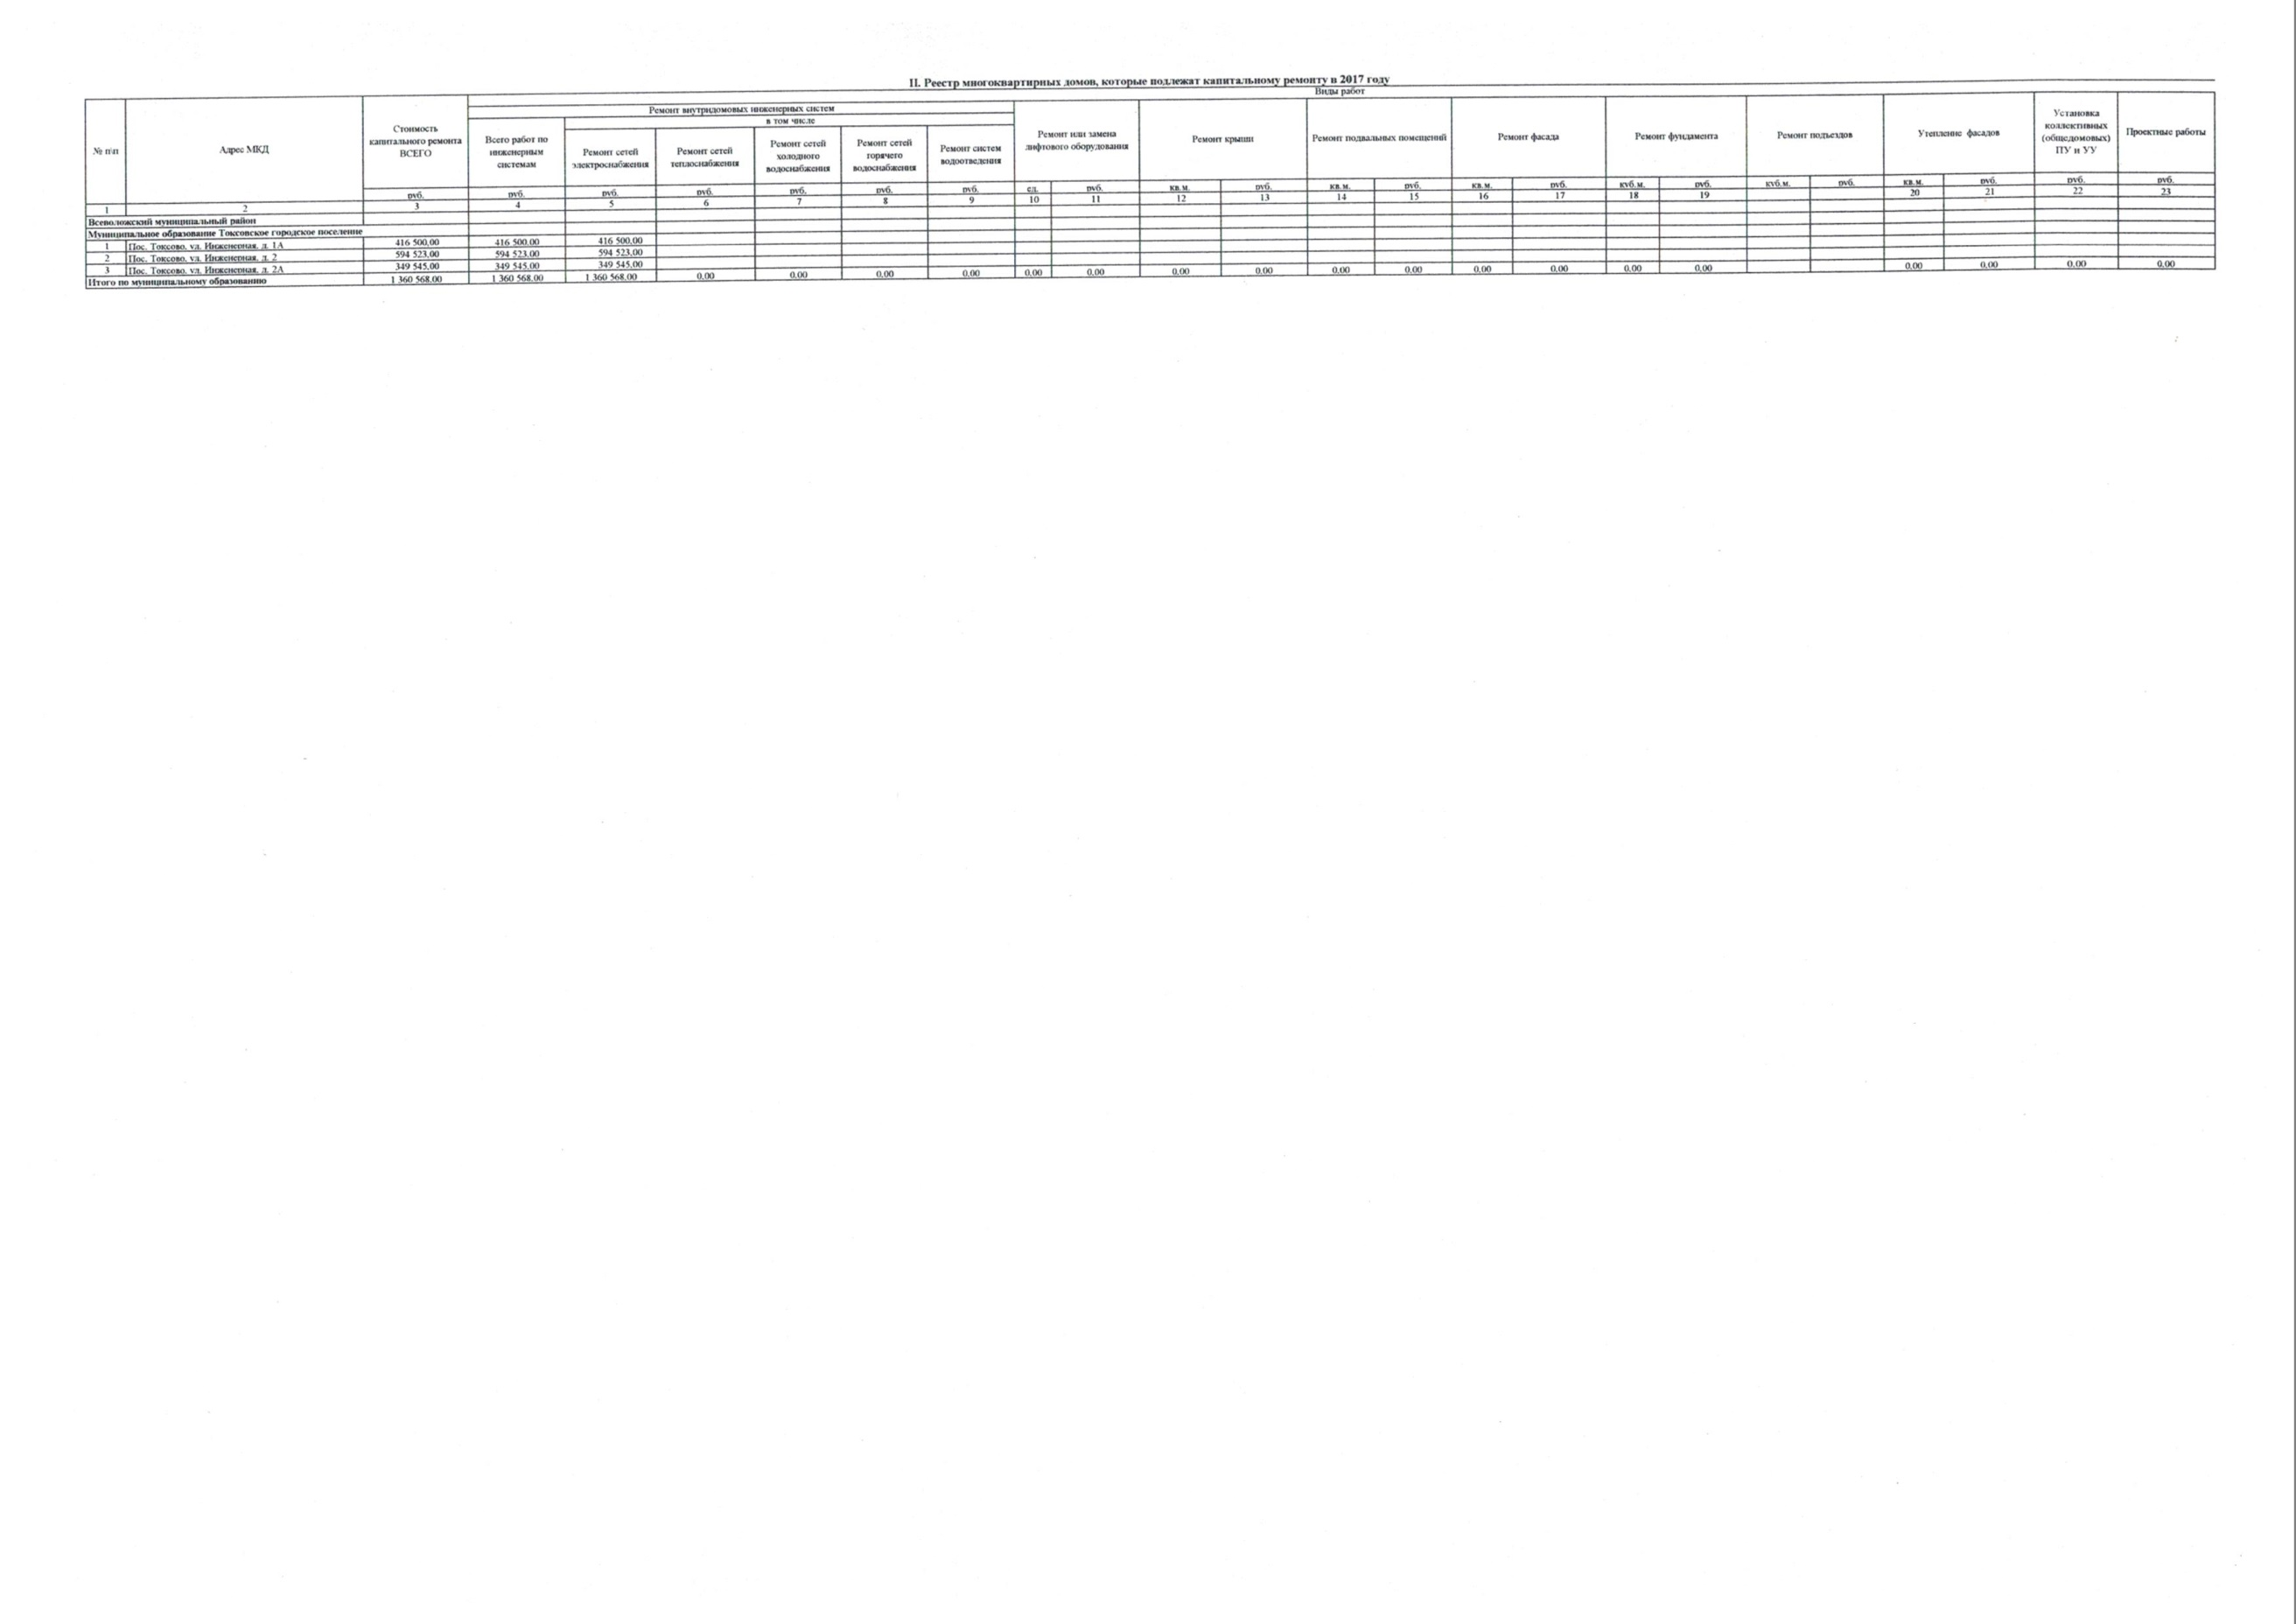 II. Реестр многоквартирных домов, которые подлежат капитальному ремонту в 2017 году
№ п\п
Адрес МКД
Стоимость
капитального ремонта
ВСЕГО
Виды работ
Ремонт внутридомовых инженерных систем
Всего работ по
инженерным
системам
в том числе
Ремонт сетей
электроснабжения
Ремонт сетей
теплоснабжения
Ремонт сетей
холодного
водоснабжения
Ремонт сетей
горячего
водоснабжения
Ремонт систем
водоотведения
Ремонт или замена
лифтового оборудования
Ремонт крыши
Ремонт подвальных помещений
Ремонт фасада
Ремонт фундамента
Ремонт подъездов
Утепление фасадов
Установка
коллективных
(общедомовых)
ПУ и УУ
Проектные работы
руб. руб. руб. руб. руб. руб. руб. ед. руб. кв.м. руб. кв.м. руб. кв.м. руб. куб.м. руб. куб.м. руб. кв.м. руб. руб. руб.
1 2 3 4 5 6 7 8 9 10 11 12 13 14 15 16 17 18 19 20 21 22 23
Всеволожский муниципальный район
Муниципальное образование Токсовское городское поселение
1 Пос. Токсово, ул. Инженерная, д. 1А 416 500,00 416 500,00 416 500,00
2 Пос. Токсово, ул. Инженерная, д. 2 594 523,00 594 523,00 594 523,00
3 Пос. Токсово, ул. Инженерная, д. 2А 349 545,00 349 545,00 349 545,00
Итого по муниципальному образованию 1 360 568,00 1 360 568,00 1 360 568,00 0,00 0,00 0,00 0,00 0,00 0,00 0,00 0,00 0,00 0,00 0,00 0,00 0,00 0,00 0,00 0,00 0,00 0,00